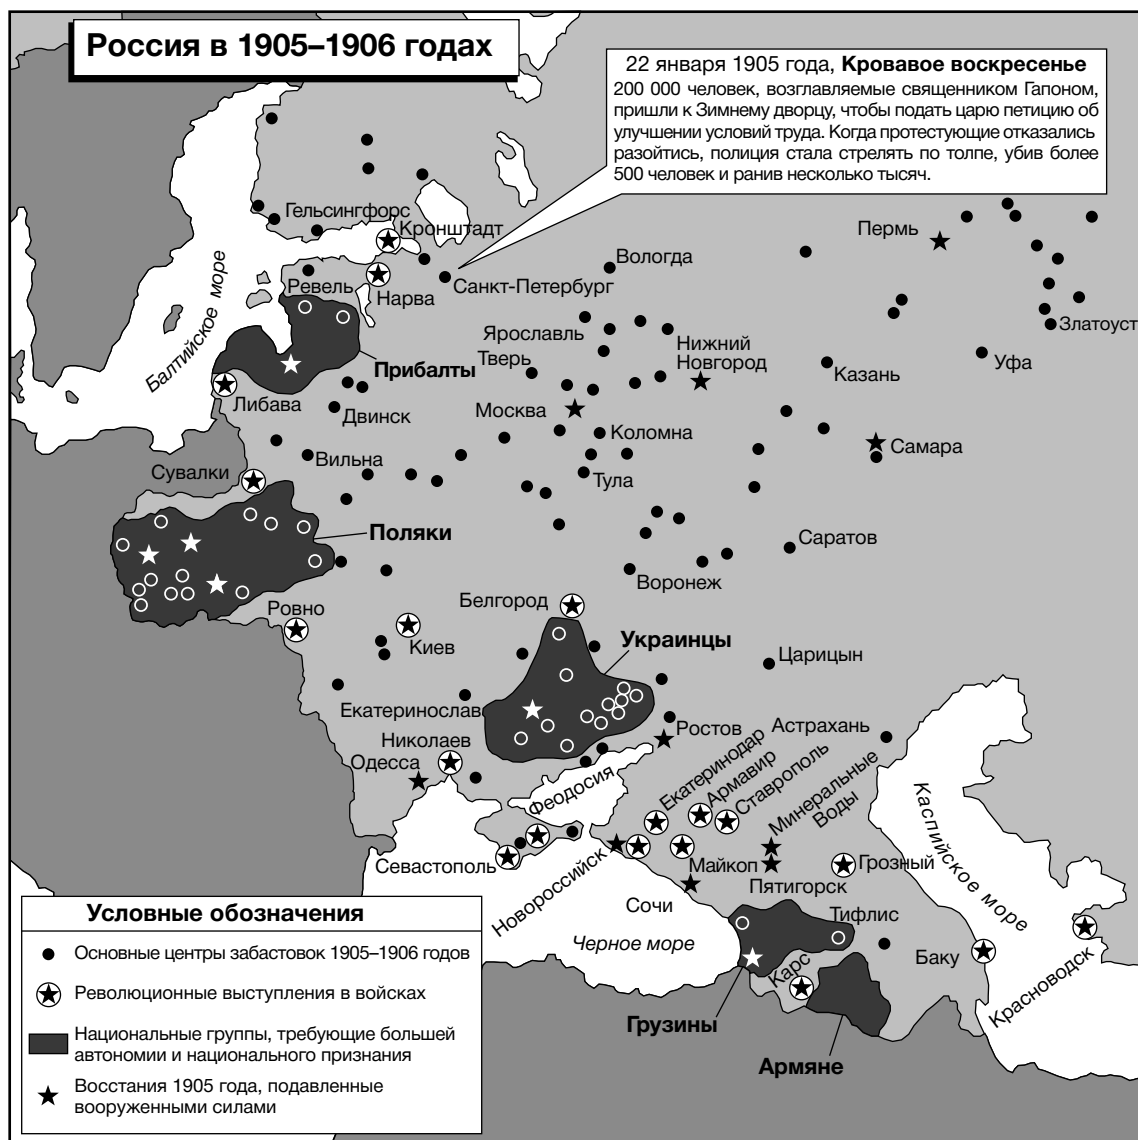 Россия в 1905–1906 годах
22 января 1905 года, Кровавое воскресенье
200 000 человек, возглавляемые священником Гапоном,
пришли к Зимнему дворцу, чтобы подать царю петицию об
улучшении условий труда. Когда протестующие отказались
разойтись, полиция стала стрелять по толпе, убив более
500 человек и ранив несколько тысяч.
Гельсингфорс
Кронштадт
Пермь
Вологда
Санкт-Петербург
Ревель
Нарва
Балтийское море
Златоуст
Ярославль
Нижний
Новгород
Тверь
Прибалты
Казань
Уфа
Либава
Двинск
Москва
Коломна
Самара
Вильна
Сувалки
Тула
Поляки
Саратов
Воронеж
Белгород
Ровно
Киев
Украинцы
Царицын
Екатеринослав
Ростов
Астрахань
Николаев
Одесса
Феодосия
Екатеринодар
Армавир
Ставрополь
Минеральные
Воды
Каспийское море
Севастополь
Новороссийск
Майкоп
Грозный
Пятигорск
Сочи
Тифлис
Черное море
Карс
Баку
Красноводск
Грузины
Армяне
Условные обозначения
Основные центры забастовок 1905–1906 годов
Революционные выступления в войсках
Национальные группы, требующие большей
автономии и национального признания
Восстания 1905 года, подавленные
вооруженными силами